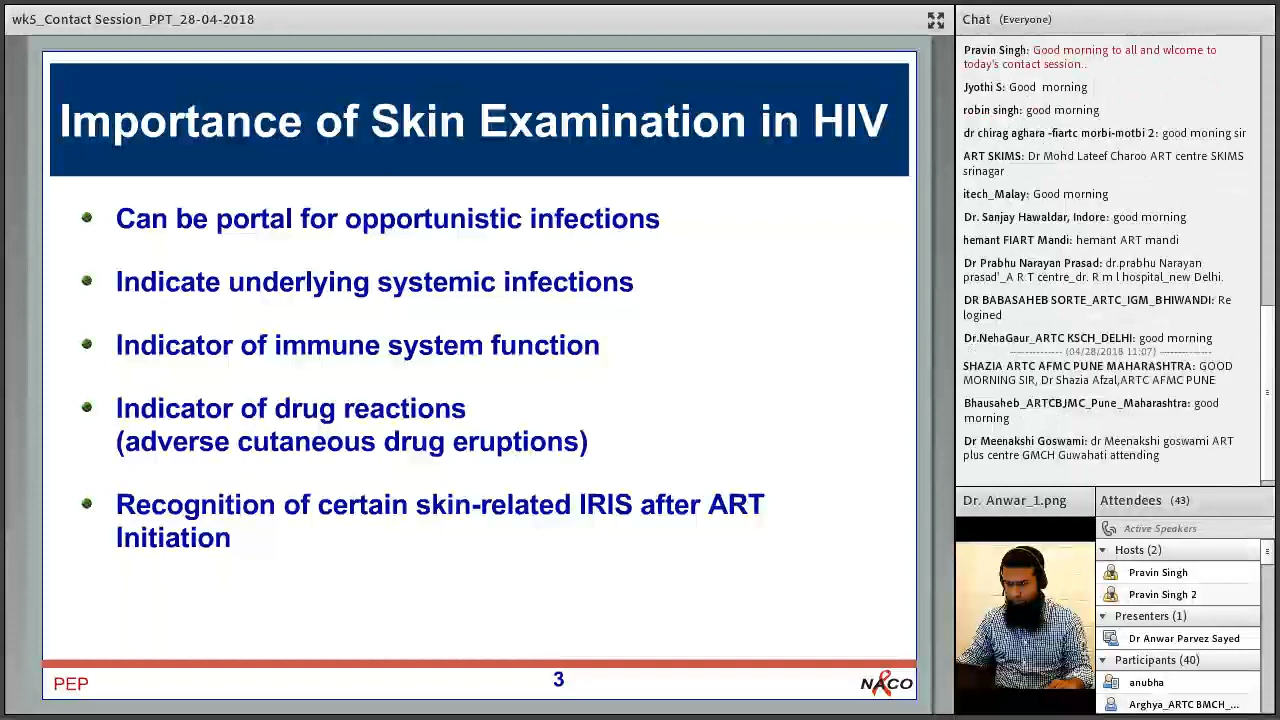 wk5_Contact Session_PPT_28-04-2018
Importance of Skin Examination in HIV
Can be portal for opportunistic infections
Indicate underlying systemic infections
Indicator of immune system function
Indicator of drug reactions
(adverse cutaneous drug eruptions)
Recognition of certain skin-related IRIS after ART
Initiation
PEP
3
NACO
Chat (Everyone)
Pravin Singh: Good morning to all and wlcome to
today's contact session..
Jyothi S: Good morning
robin singh: good morning
dr chirag aghara -fiartc morbi-motbi 2: good moning sir
ART SKIMS: Dr Mohd Lateef Charoo ART centre SKIMS
srinagar
itech_Malay: Good morning
Dr. Sanjay Hawaldar, Indore: good morning
hemant FIART Mandi: hemant ART mandi
Dr Prabhu Narayan Prasad: dr.prabhu Narayan
prasad'_A R T centre_dr. R m l hospital_new Delhi.
DR BABASAHEB SORTE_ARTC_IGM_BHIWANDI: Re
logined
Dr.NehaGaur_ARTC KSCH_DELHI: good morning
------------- (04/28/2018 11:07) -------------
SHAZIA ARTC AFMC PUNE MAHARASHTRA: GOOD
MORNING SIR, Dr Shazia Afzal,ARTC AFMC PUNE
Bhausaheb_ARTCBJMC_Pune_Maharashtra: good
morning
Dr Meenakshi Goswami: dr Meenakshi goswami ART
plus centre GMCH Guwahati attending
Dr. Anwar_1.png
Attendees (43)
Active Speakers
Hosts (2)
Pravin Singh
Pravin Singh 2
Presenters (1)
Dr Anwar Parvez Sayed
Participants (40)
anubha
Arghya_ARTC BMCH_...